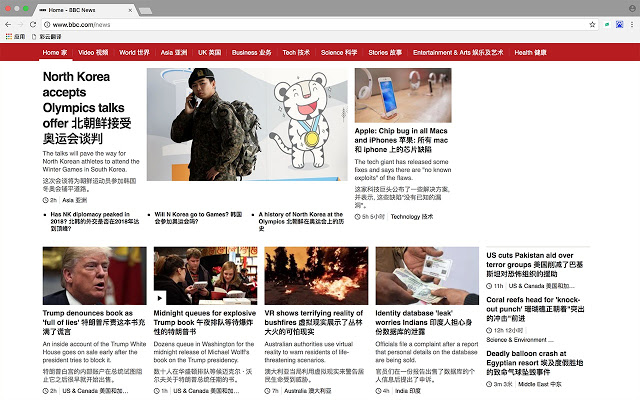 Home - BBC News
www.bbc.com/news
应用
彩云翻译
Home 家
Video 视频
World 世界
Asia 亚洲
UK 英国
Business 业务
Tech 技术
Science 科学
Stories 故事
Entertainment & Arts 娱乐及艺术
Health 健康
North Korea
accepts
Olympics talks
offer 北朝鲜接受
奥运会谈判
The talks will pave the way for
North Korean athletes to attend the
Winter Games in South Korea.
这次会谈将为朝鲜运动员参加韩国
冬奥会铺平道路。
2h
Asia 亚洲
Apple: Chip bug in all Macs
and iPhones 苹果: 所有 mac
和 iphone 上的芯片缺陷
The tech giant has released some
fixes and says there are "no known
exploits" of the flaws.
这家科技巨头公布了一些解决方案,
并表示, 这些缺陷"没有已知的漏
洞"。
5h 5小时
Technology 技术
Has NK diplomacy peaked in
2018? 北韩的外交是否在2018年达
到顶峰?
Will N Korea go to Games? 韩国
会参加奥运会吗?
A history of North Korea at the
Olympics 北朝鲜在奥运会上的历
史
Trump denounces book as
'full of lies' 特朗普斥责这本书充
满了谎言
An inside account of the Trump White
House goes on sale early after the
president tries to block it.
特朗普白宫的内部账户在总统试图阻
止它之后很早就开始出售。
2h
US & Canada 美国和加...
Midnight queues for explosive
Trump book 午夜排队等待爆炸
性的特朗普书
Dozens queue in Washington for the
midnight release of Michael Wolff's
book on the Trump presidency.
数十人在华盛顿排队等候迈克尔·沃
尔夫关于特朗普总统任期的书。
1h
US & Canada 美国和加...
VR shows terrifying reality of
bushfires 虚拟现实展示了丛林
大火的可怕现实
Australian authorities use virtual
reality to warn residents of life-
threatening scenarios.
澳大利亚当局利用虚拟现实来警告居
民生命受到威胁。
7h
Australia 澳大利亚
Identity database 'leak'
worries Indians 印度人担心身
份数据库的泄露
Officials file a complaint after a report
that personal details on the database
are being sold.
官员们在一份报告出售了数据库的个
人信息后提出了申诉。
4h
India 印度
US cuts Pakistan aid over
terror groups 美国削减了巴基
斯坦对恐怖组织的援助
11h
US & Canada 美国和加...
Coral reefs head for 'knock-
out punch' 珊瑚礁正朝着"突出
的冲击"前进
12h 12小时
Science & Environment ...
Deadly balloon crash at
Egyptian resort 埃及度假胜地
的致命气球坠毁事件
3m 3天
Middle East 中东